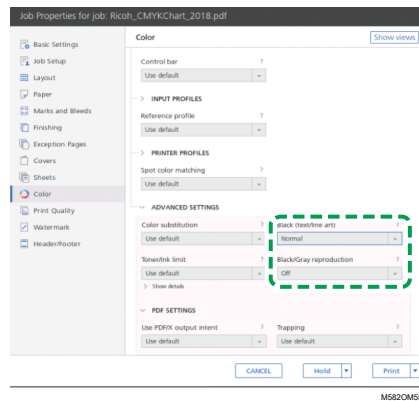 Job Properties for job: Ricoh_CMYKChart_2018.pdf
Basic Settings
Job Setup
Layout
Paper
Marks and Bleeds
Finishing
Exception Pages
Covers
Sheets
Color
Print Quality
Watermark
Header/Footer
Color
Show views
Control bar ?
Use default
INPUT PROFILES
Reference profile ?
Use default
PRINTER PROFILES
Spot color matching ?
Use default
ADVANCED SETTINGS
Color substitution ? Black (text/line art) ?
Use default Normal
Toner/Ink limit ? Black/Gray reproduction ?
Use default Off
Show details
PDF SETTINGS
Use PDF/X output intent ? Trapping ?
Use default Use default
CANCEL Hold Print
M582OM5